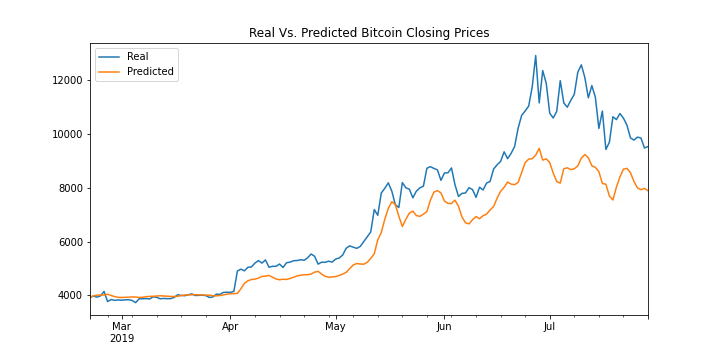 Real Vs. Predicted Bitcoin Closing Prices
Real
Predicted
12000
10000
8000
6000
4000
Mar
2019
Apr
May
Jun
Jul